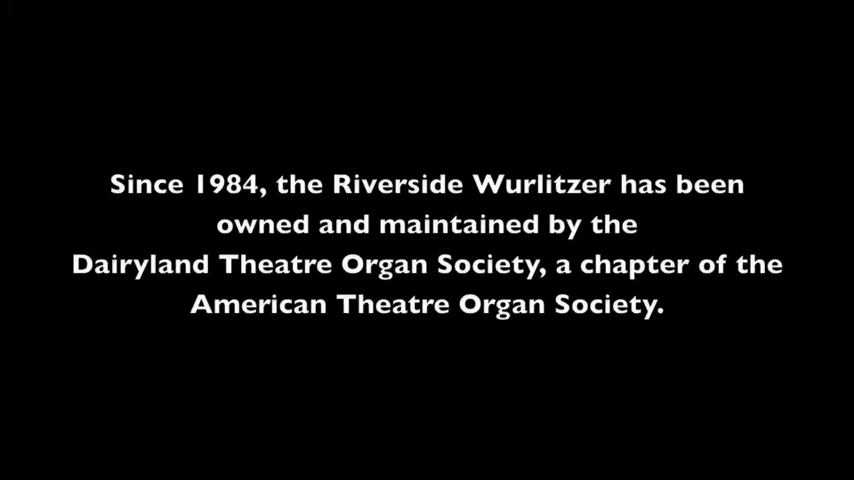 Since 1984, the Riverside Wurlitzer has been
owned and maintained by the
Dairyland Theatre Organ Society, a chapter of the
American Theatre Organ Society.